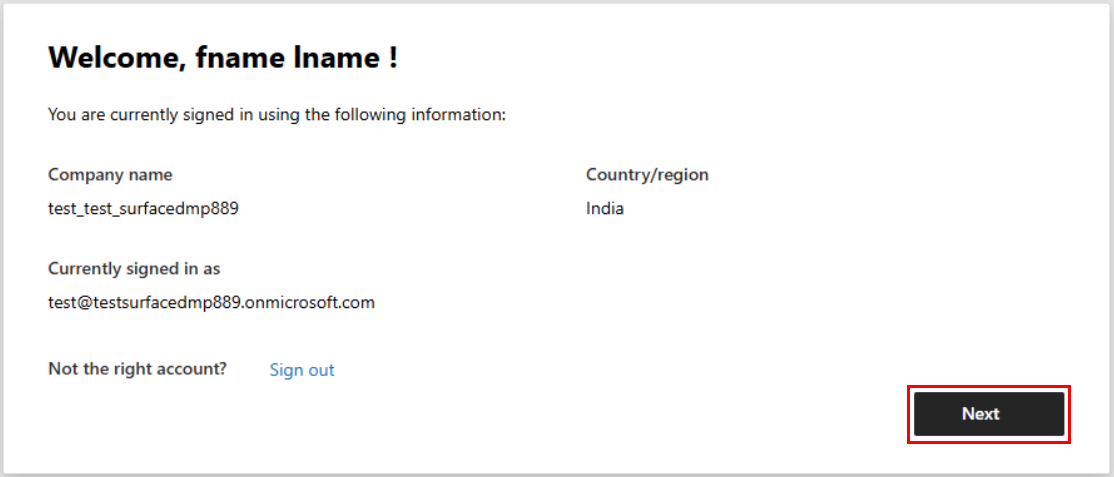 Welcome, fname lname !
You are currently signed in using the following information:
Company name
test_test_surfacedmp889
Country/region
India
Currently signed in as
test@testsurfacedmp889.onmicrosoft.com
Not the right account? Sign out
Next